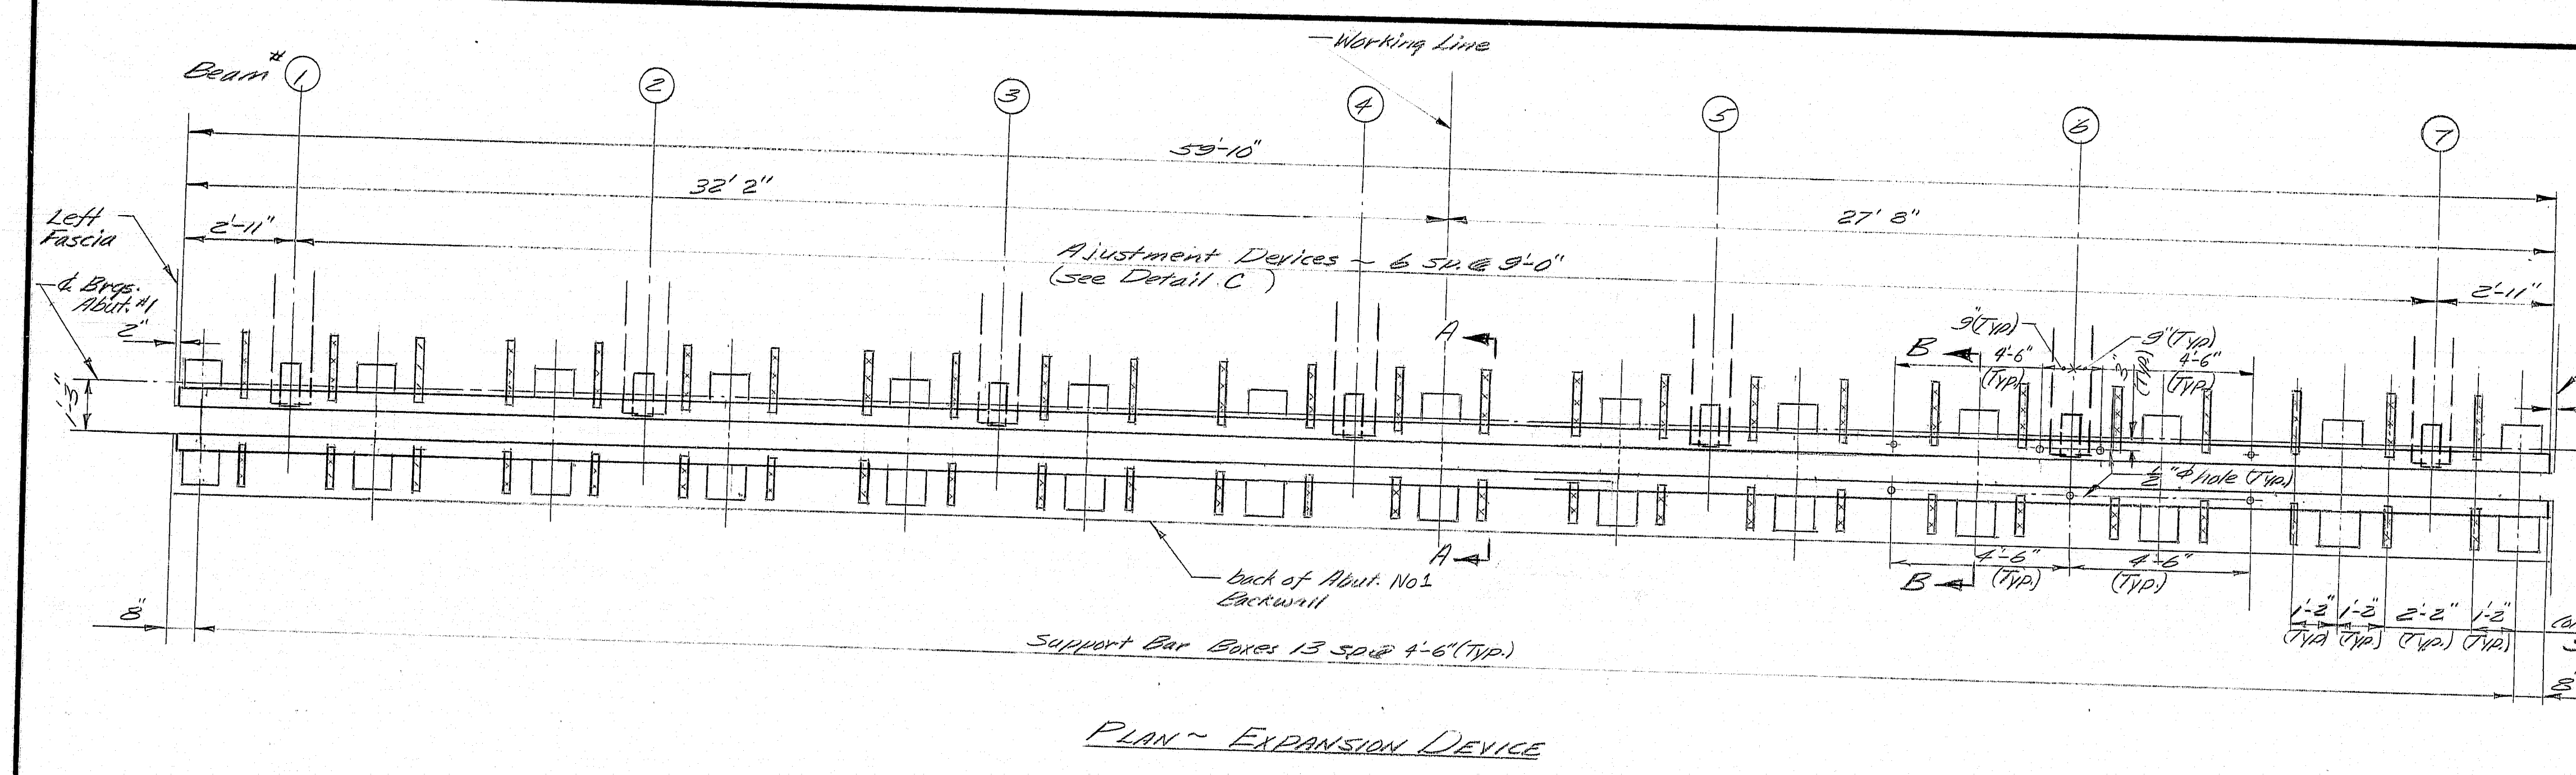 Working Line
Beam #
1
2
3
4
5
6
7
59'-10"
32' 2"
27' 8"
Left
Fascia
2'-11"
Ajustment Devices ~ 6 sp. @ 9'-0"
(see Detail C )
2'-11"
℄ Brgs.
Abut. #1
2"
1'-3"
A
9"(Typ)
9"(Typ)
B
4'-6"
(Typ.)
3"
(Typ)
4'-6"
(Typ.)
1/2" Φ hole (Typ.)
A
back of Abut. No1
Backwall
B
4'-6"
(Typ.)
4'-6"
(Typ.)
8"
1'-2"
(Typ)
1'-2"
(Typ.)
2'-2"
(Typ.)
1'-2"
(Typ.)
Support Bar Boxes 13 sp @ 4'-6"(Typ.)
8"
PLAN ~ EXPANSION DEVICE